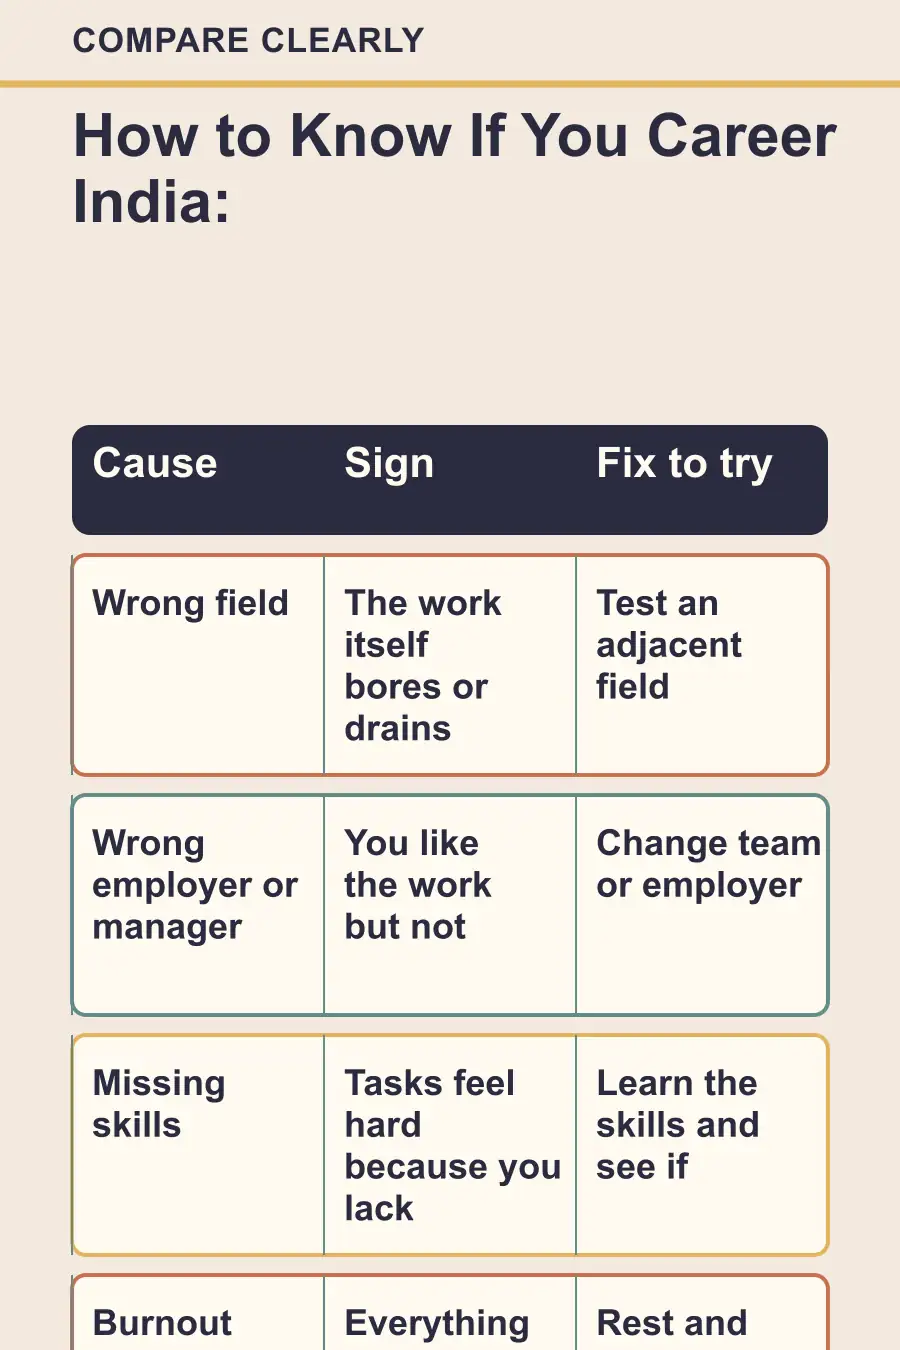 COMPARE CLEARLY
How to Know If You Career
India:
Cause
Sign
Fix to try
Wrong field
The work
itself
bores or
drains
Test an
adjacent
field
Wrong
employer or
manager
You like
the work
but not
Change team
or employer
Missing
skills
Tasks feel
hard
because you
lack
Learn the
skills and
see if
Burnout
Everything
Rest and